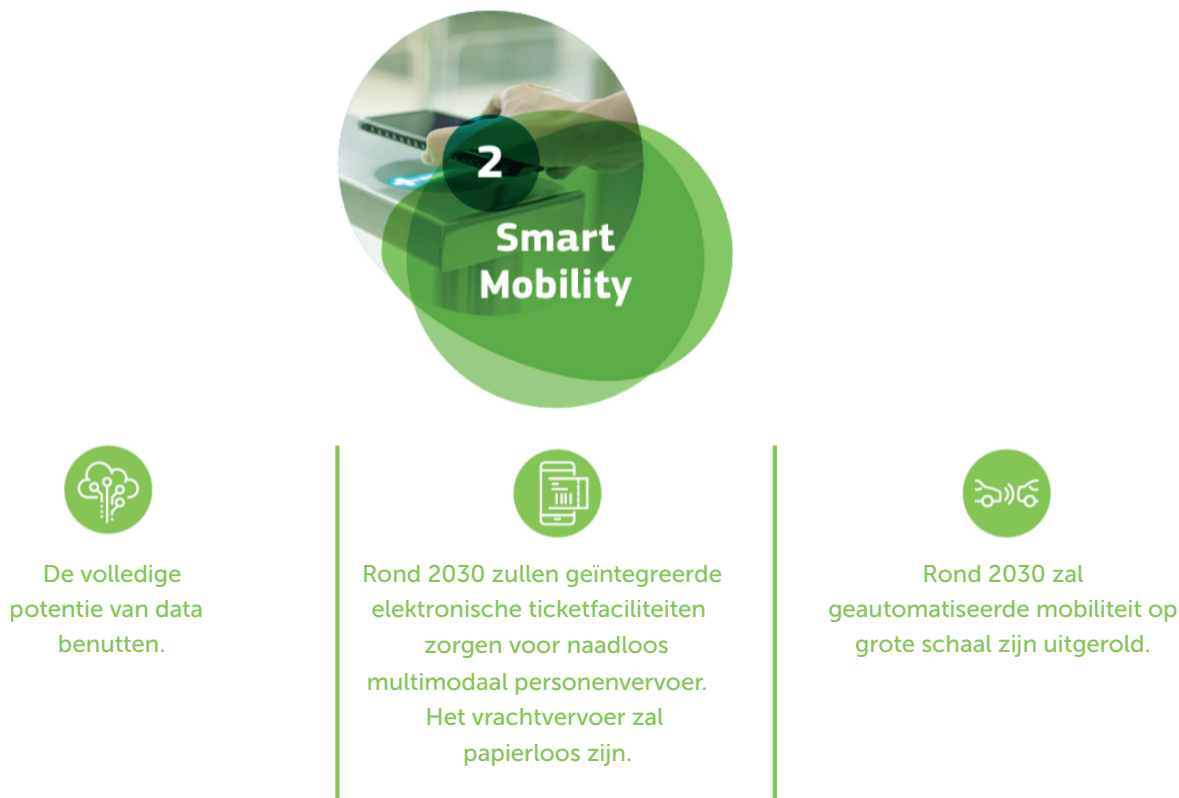 2
Smart
Mobility
De volledige
potentie van data
benutten.
Rond 2030 zullen geïntegreerde
elektronische ticketfaciliteiten
zorgen voor naadloos
multimodaal personenvervoer.
Het vrachtvervoer zal
papierloos zijn.
Rond 2030 zal
geautomatiseerde mobiliteit op
grote schaal zijn uitgerold.